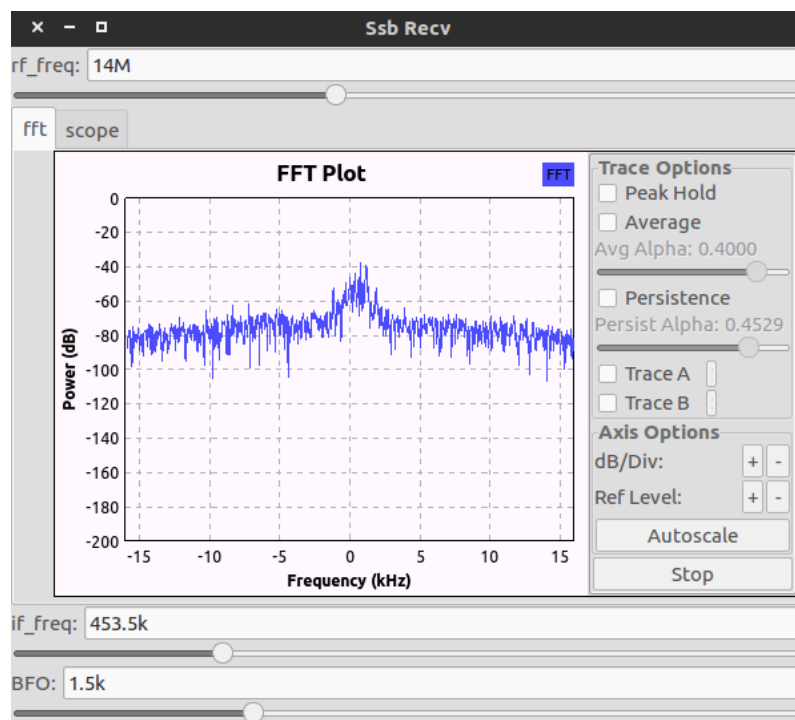 Ssb Recv
rf_freq: 14M
fft scope
FFT Plot
FFT
Power (dB)
0
-20
-40
-60
-80
-100
-120
-140
-160
-180
-200
-15 -10 -5 0 5 10 15
Frequency (kHz)
Trace Options
Peak Hold
Average
Avg Alpha: 0.4000
Persistence
Persist Alpha: 0.4529
Trace A
Trace B
Axis Options
dB/Div: + -
Ref Level: + -
Autoscale
Stop
if_freq: 453.5k
BFO: 1.5k